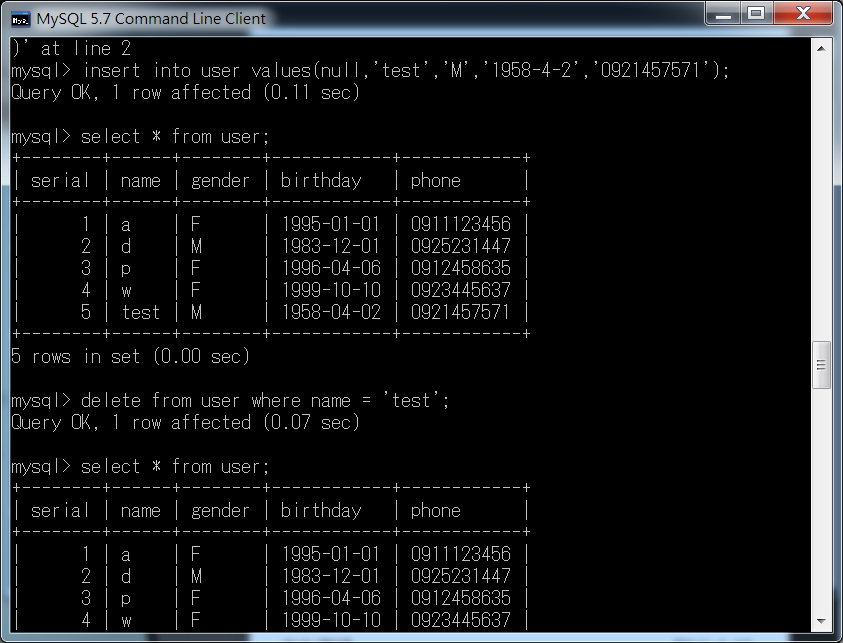 MySQL 5.7 Command Line Client
)' at line 2
mysql> insert into user values(null,'test','M','1958-4-2','0921457571');
Query OK, 1 row affected (0.11 sec)
mysql> select * from user;
+--------+------+--------+------------+------------+
| serial | name | gender | birthday   | phone      |
+--------+------+--------+------------+------------+
|      1 | a    | F      | 1995-01-01 | 0911123456 |
|      2 | d    | M      | 1983-12-01 | 0925231447 |
|      3 | p    | F      | 1996-04-06 | 0912458635 |
|      4 | w    | F      | 1999-10-10 | 0923445637 |
|      5 | test | M      | 1958-04-02 | 0921457571 |
+--------+------+--------+------------+------------+
5 rows in set (0.00 sec)
mysql> delete from user where name = 'test';
Query OK, 1 row affected (0.07 sec)
mysql> select * from user;
+--------+------+--------+------------+------------+
| serial | name | gender | birthday   | phone      |
+--------+------+--------+------------+------------+
|      1 | a    | F      | 1995-01-01 | 0911123456 |
|      2 | d    | M      | 1983-12-01 | 0925231447 |
|      3 | p    | F      | 1996-04-06 | 0912458635 |
|      4 | w    | F      | 1999-10-10 | 0923445637 |